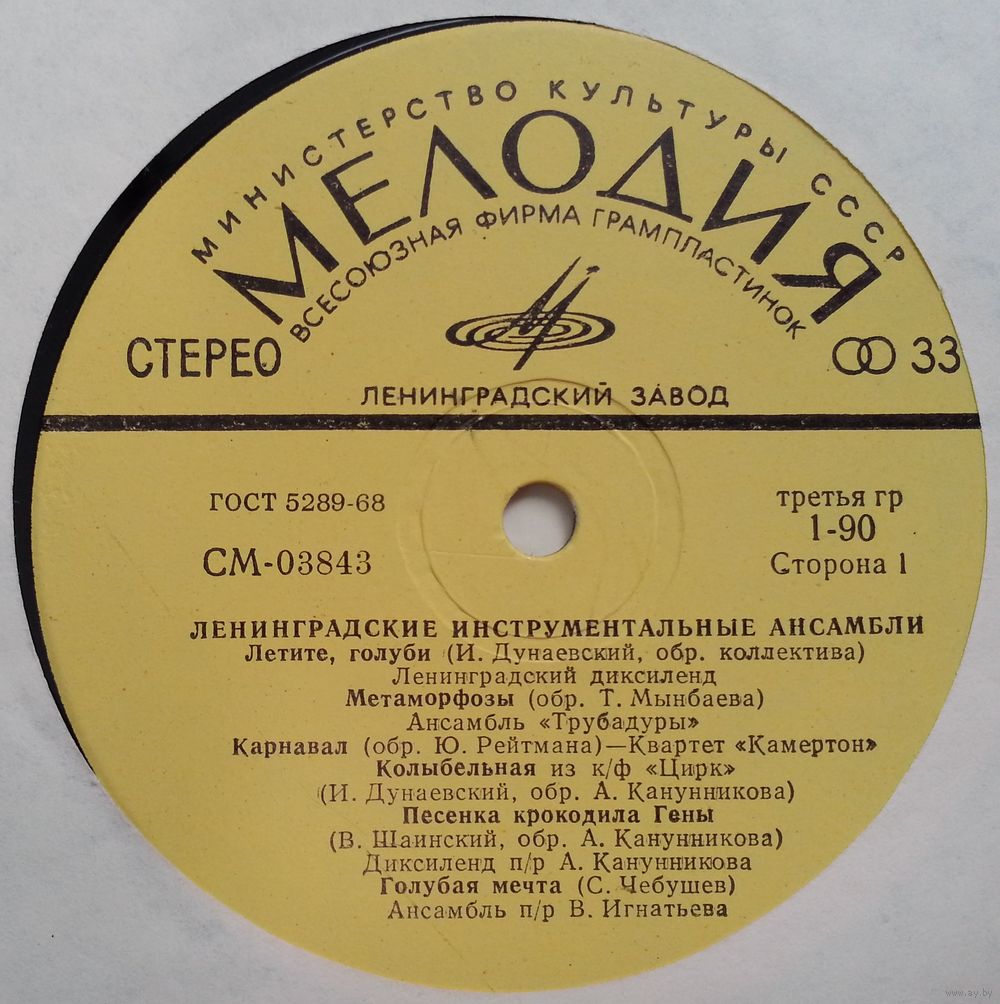 МИНИСТЕРСТВО КУЛЬТУРЫ СССР
МЕЛОДИЯ
ВСЕСОЮЗНАЯ ФИРМА ГРАМПЛАСТИНОК
СТЕРЕО
33
ЛЕНИНГРАДСКИЙ ЗАВОД
ГОСТ 5289-68
третья гр
1-90
СМ-03843
Сторона 1
ЛЕНИНГРАДСКИЕ ИНСТРУМЕНТАЛЬНЫЕ АНСАМБЛИ
Летите, голуби (И. Дунаевский, обр. коллектива)
Ленинградский диксиленд
Метаморфозы (обр. Т. Мынбаева)
Ансамбль «Трубадуры»
Карнавал (обр. Ю. Рейтмана)—Квартет «Камертон»
Колыбельная из к/ф «Цирк»
(И. Дунаевский, обр. А. Канунникова)
Песенка крокодила Гены
(В. Шаинский, обр. А. Канунникова)
Диксиленд п/р А. Канунникова
Голубая мечта (С. Чебушев)
Ансамбль п/р В. Игнатьева
www.ay.by